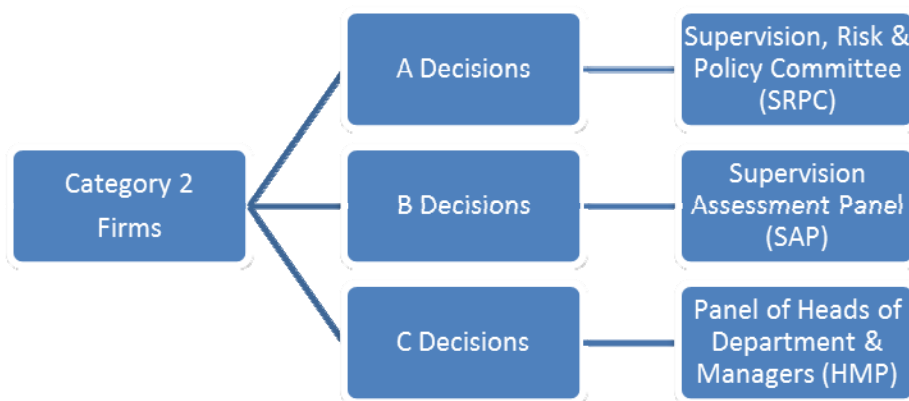 Category 2
Firms
A Decisions
Supervision, Risk &
Policy Committee
(SRPC)
B Decisions
Supervision
Assessment Panel
(SAP)
C Decisions
Panel of Heads of
Department &
Managers (HMP)